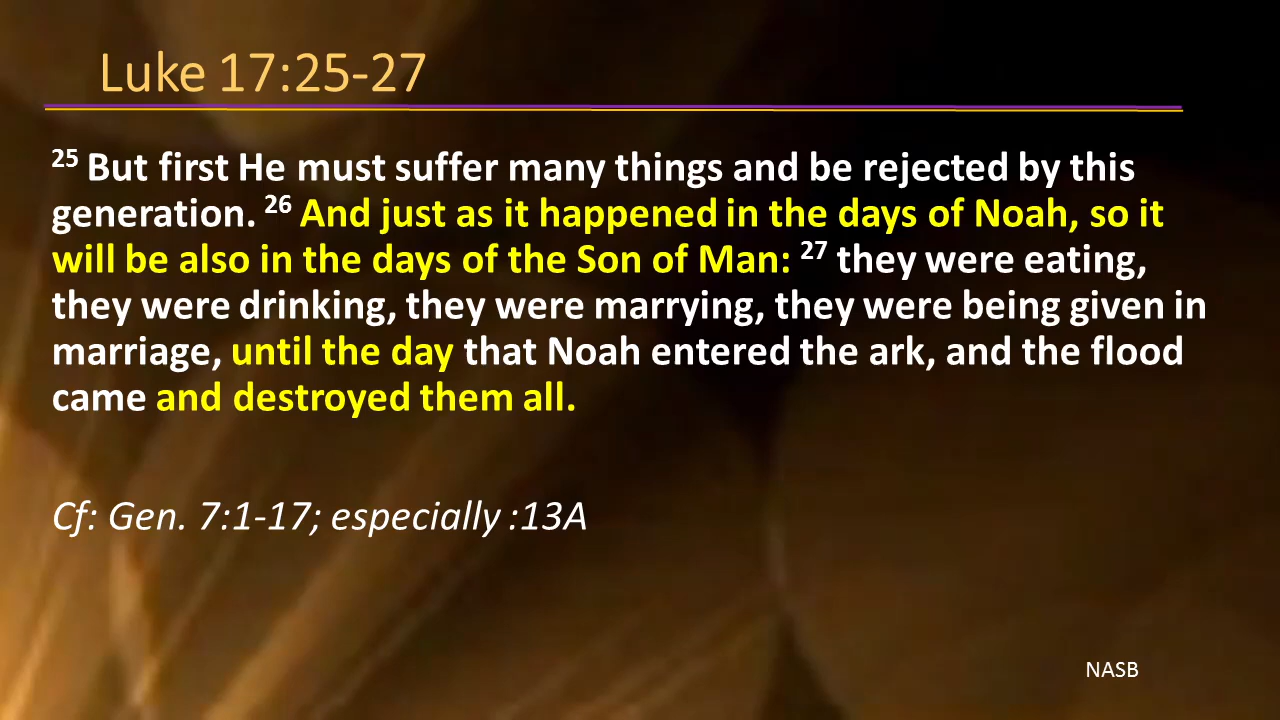 Luke 17:25-27
25 But first He must suffer many things and be rejected by this
generation. 26 And just as it happened in the days of Noah, so it
will be also in the days of the Son of Man: 27 they were eating,
they were drinking, they were marrying, they were being given in
marriage, until the day that Noah entered the ark, and the flood
came and destroyed them all.
Cf: Gen. 7:1-17; especially :13A
NASB